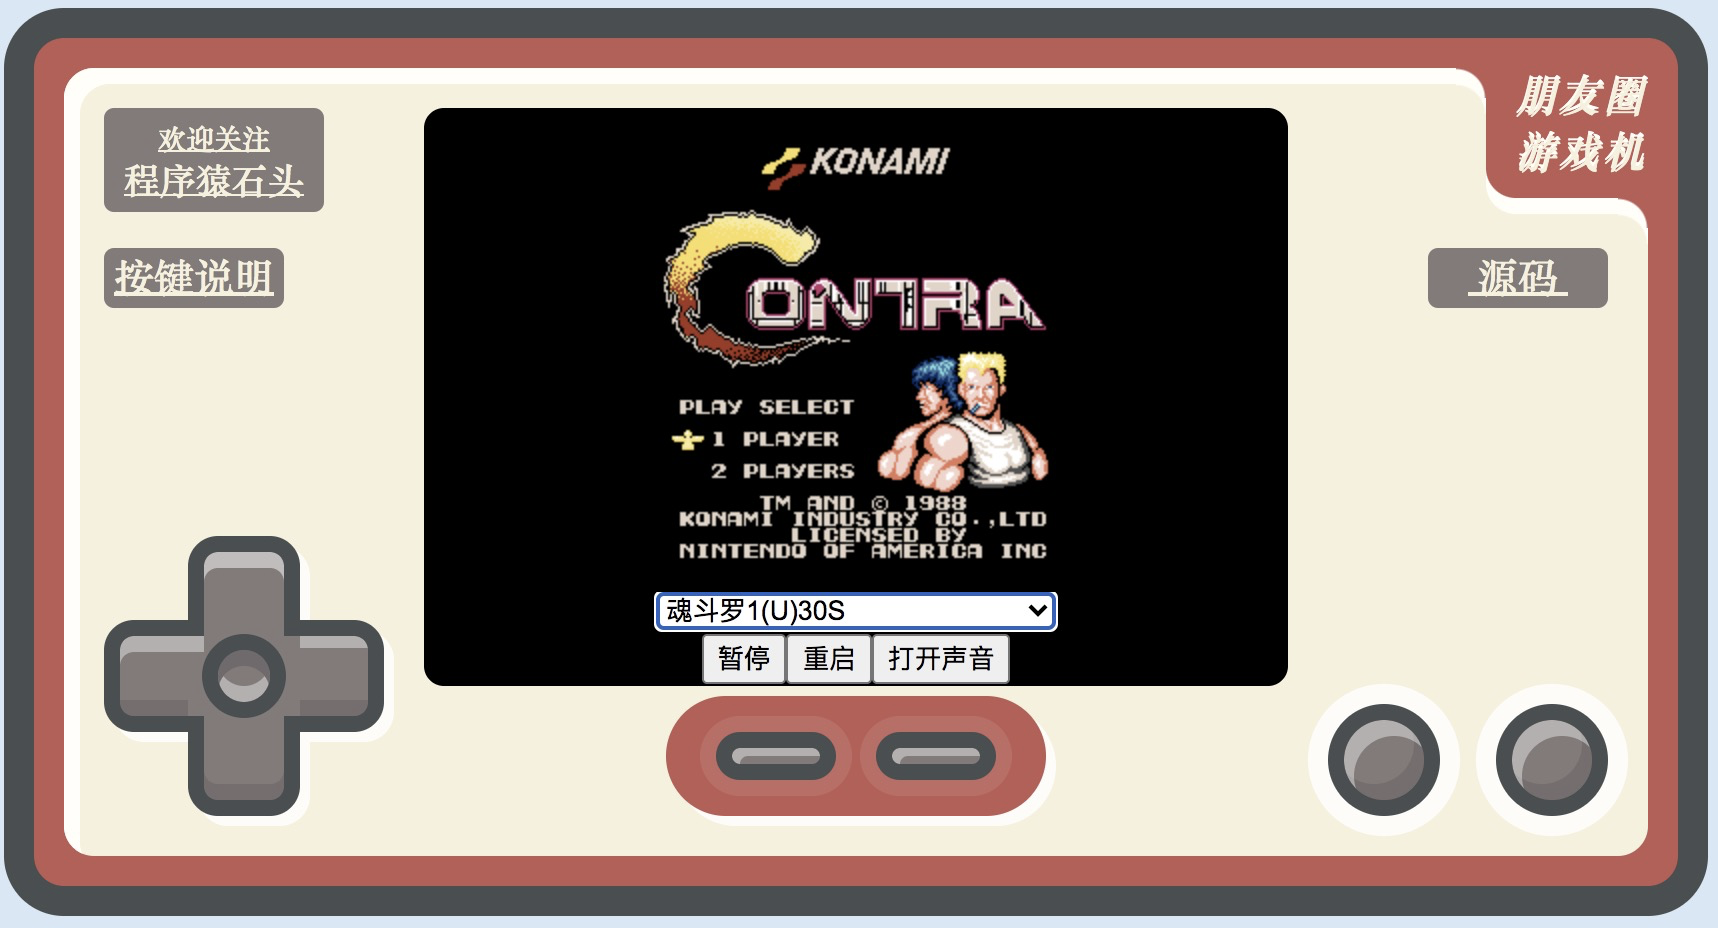 朋友圈
游戏机
欢迎关注
程序猿石头
按键说明
源码
KONAMI
CONTRA
PLAY SELECT
1 PLAYER
2 PLAYERS
TM AND © 1988
KONAMI INDUSTRY CO.,LTD
LICENSED BY
NINTENDO OF AMERICA INC
魂斗罗1(U)30S
暂停 重启 打开声音